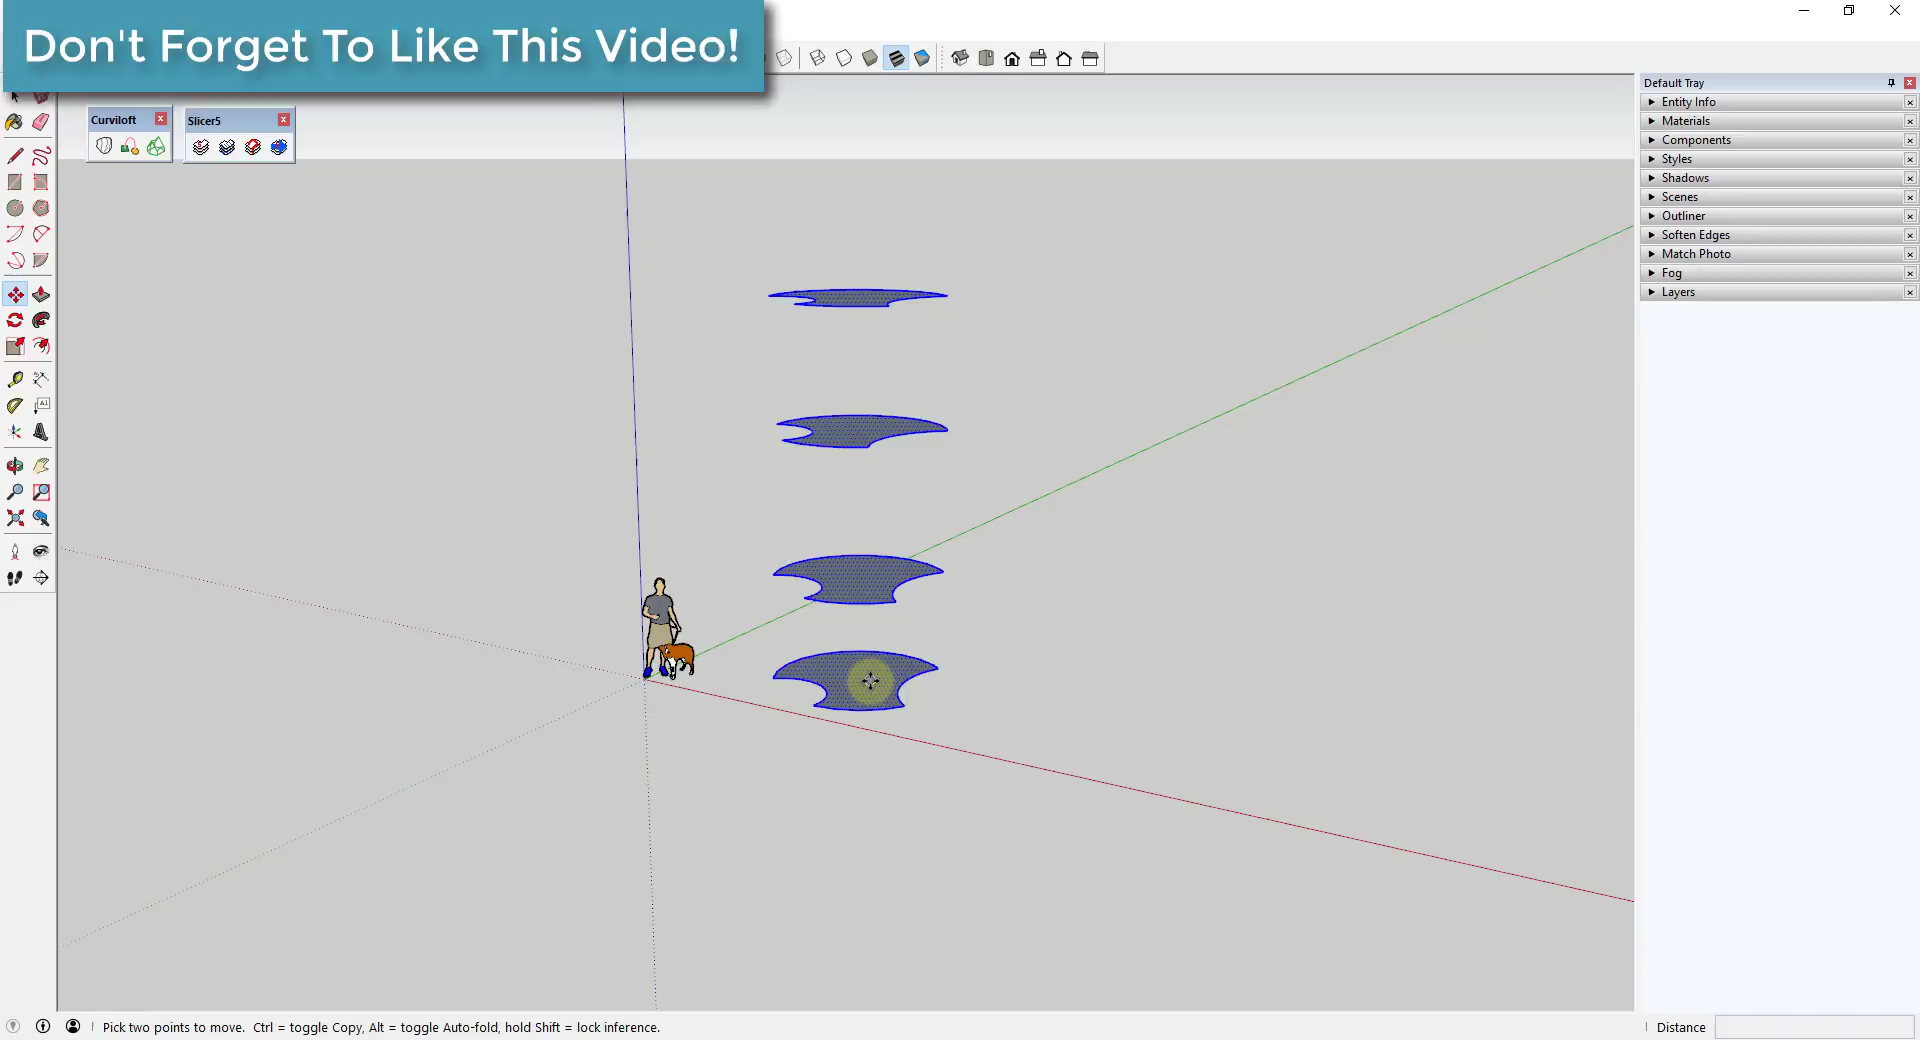 Don't Forget To Like This Video!
Default Tray
Entity Info
Materials
Components
Styles
Shadows
Scenes
Outliner
Soften Edges
Match Photo
Fog
Layers
Curviloft
Slicer5
A1
Pick two points to move. Ctrl = toggle Copy, Alt = toggle Auto-fold, hold Shift = lock inference.
Distance